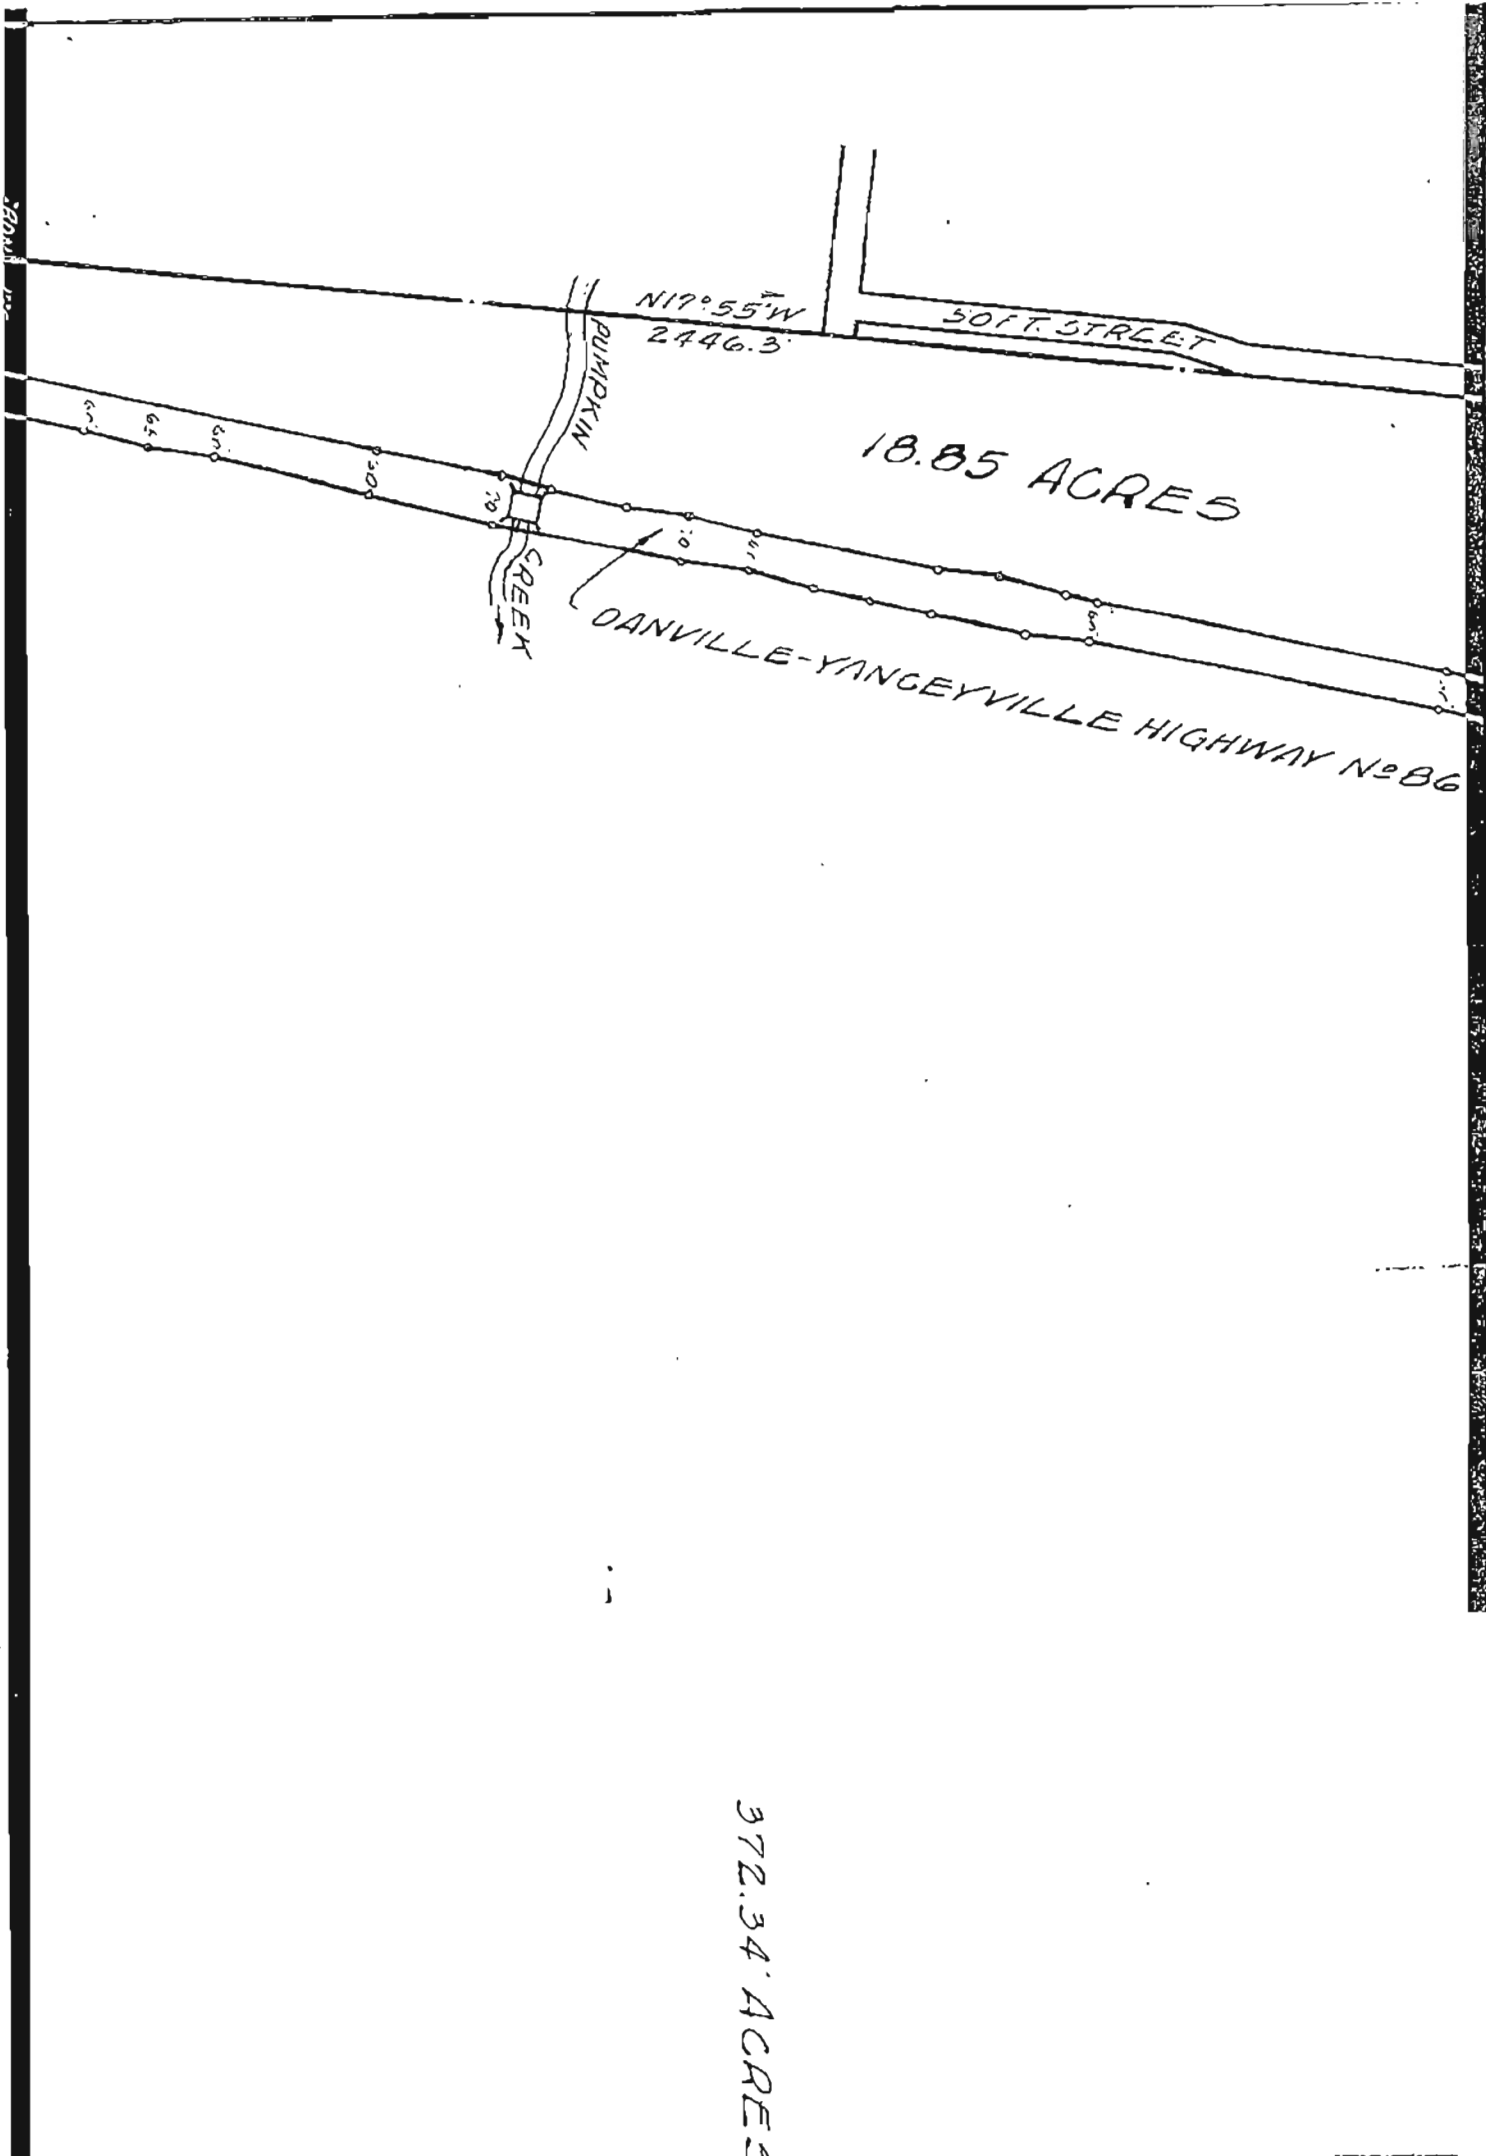 N17°55'W
2446.3'
50 FT. STREET
PUMPKIN
18.85 ACRES
CREEK
DANVILLE-YANCEYVILLE HIGHWAY Nº 86
372.34 ACRES